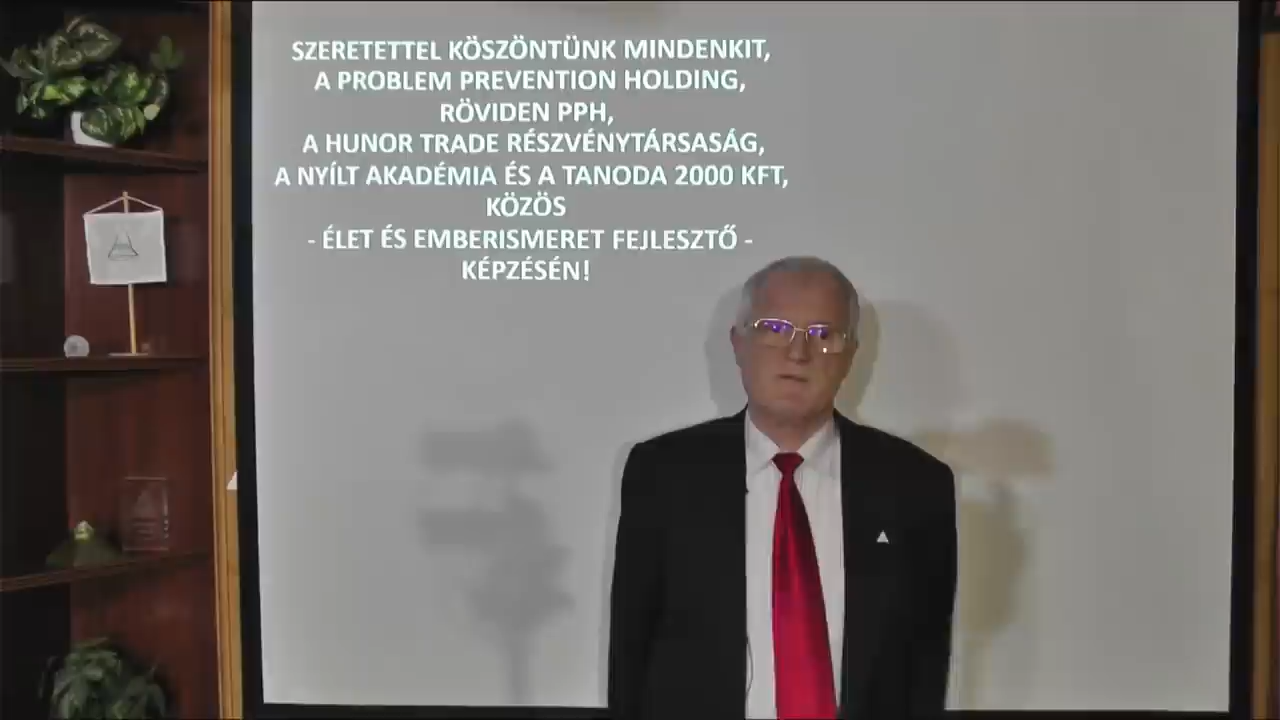 SZERETETTEL KÖSZÖNTÜNK MINDENKIT,
A PROBLEM PREVENTION HOLDING,
RÖVIDEN PPH,
A HUNOR TRADE RÉSZVÉNYTÁRSASÁG,
A NYÍLT AKADÉMIA ÉS A TANODA 2000 KFT,
KÖZÖS
- ÉLET ÉS EMBERISMERET FEJLESZTŐ -
KÉPZÉSÉN!